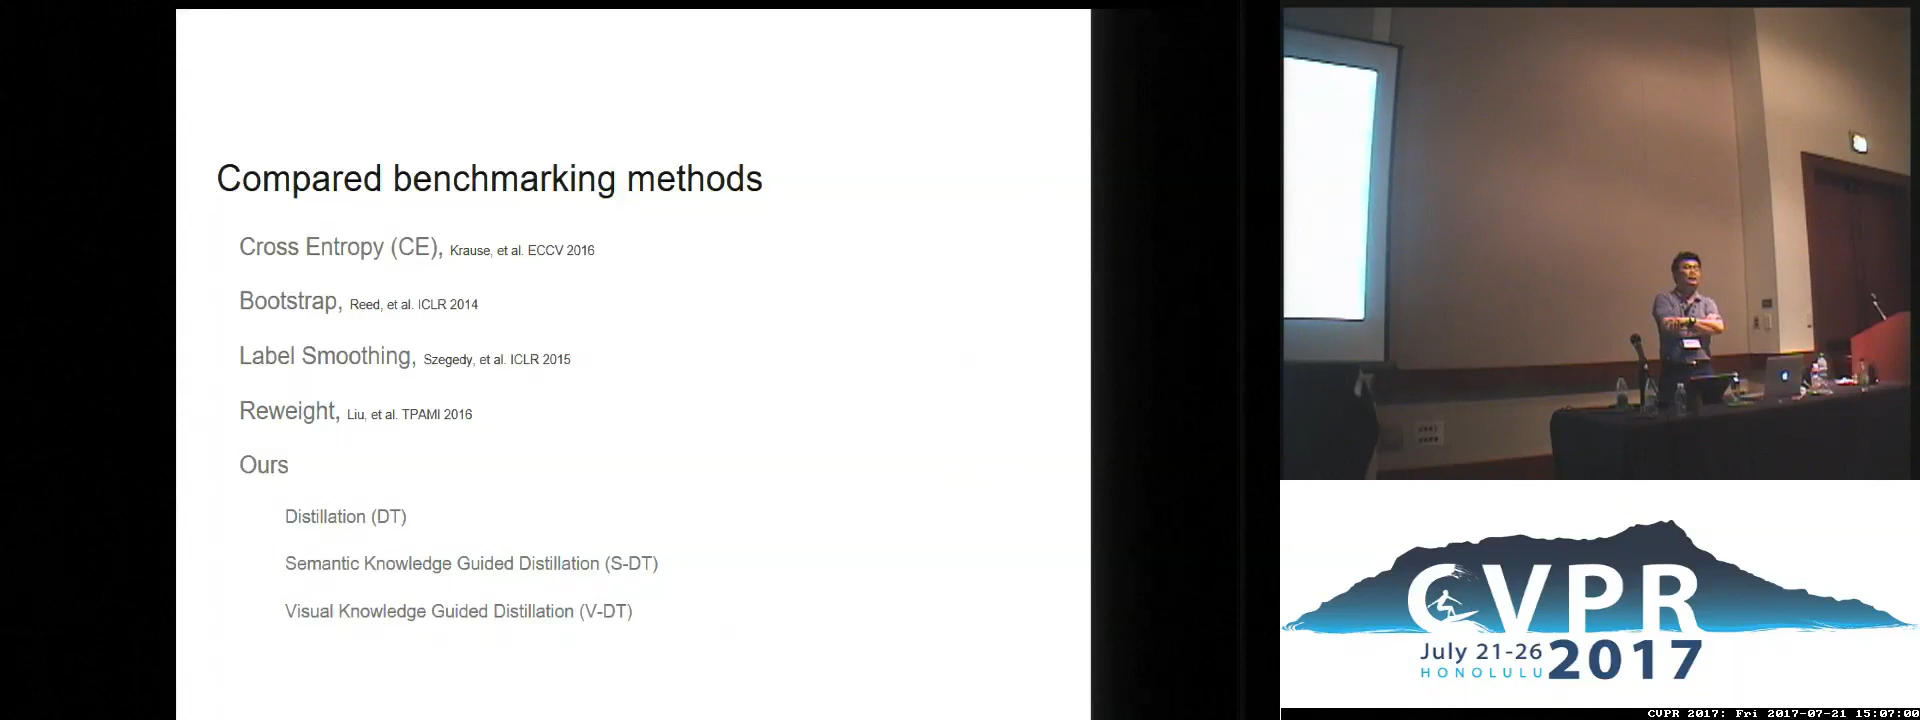 Compared benchmarking methods
Cross Entropy (CE), Krause, et al. ECCV 2016
Bootstrap, Reed, et al. ICLR 2014
Label Smoothing, Szegedy, et al. ICLR 2015
Reweight, Liu, et al. TPAMI 2016
Ours
Distillation (DT)
Semantic Knowledge Guided Distillation (S-DT)
Visual Knowledge Guided Distillation (V-DT)
CVPR
July 21-26 2017
HONOLULU
CVPR 2017: Fri 2017-07-21 15:07:00